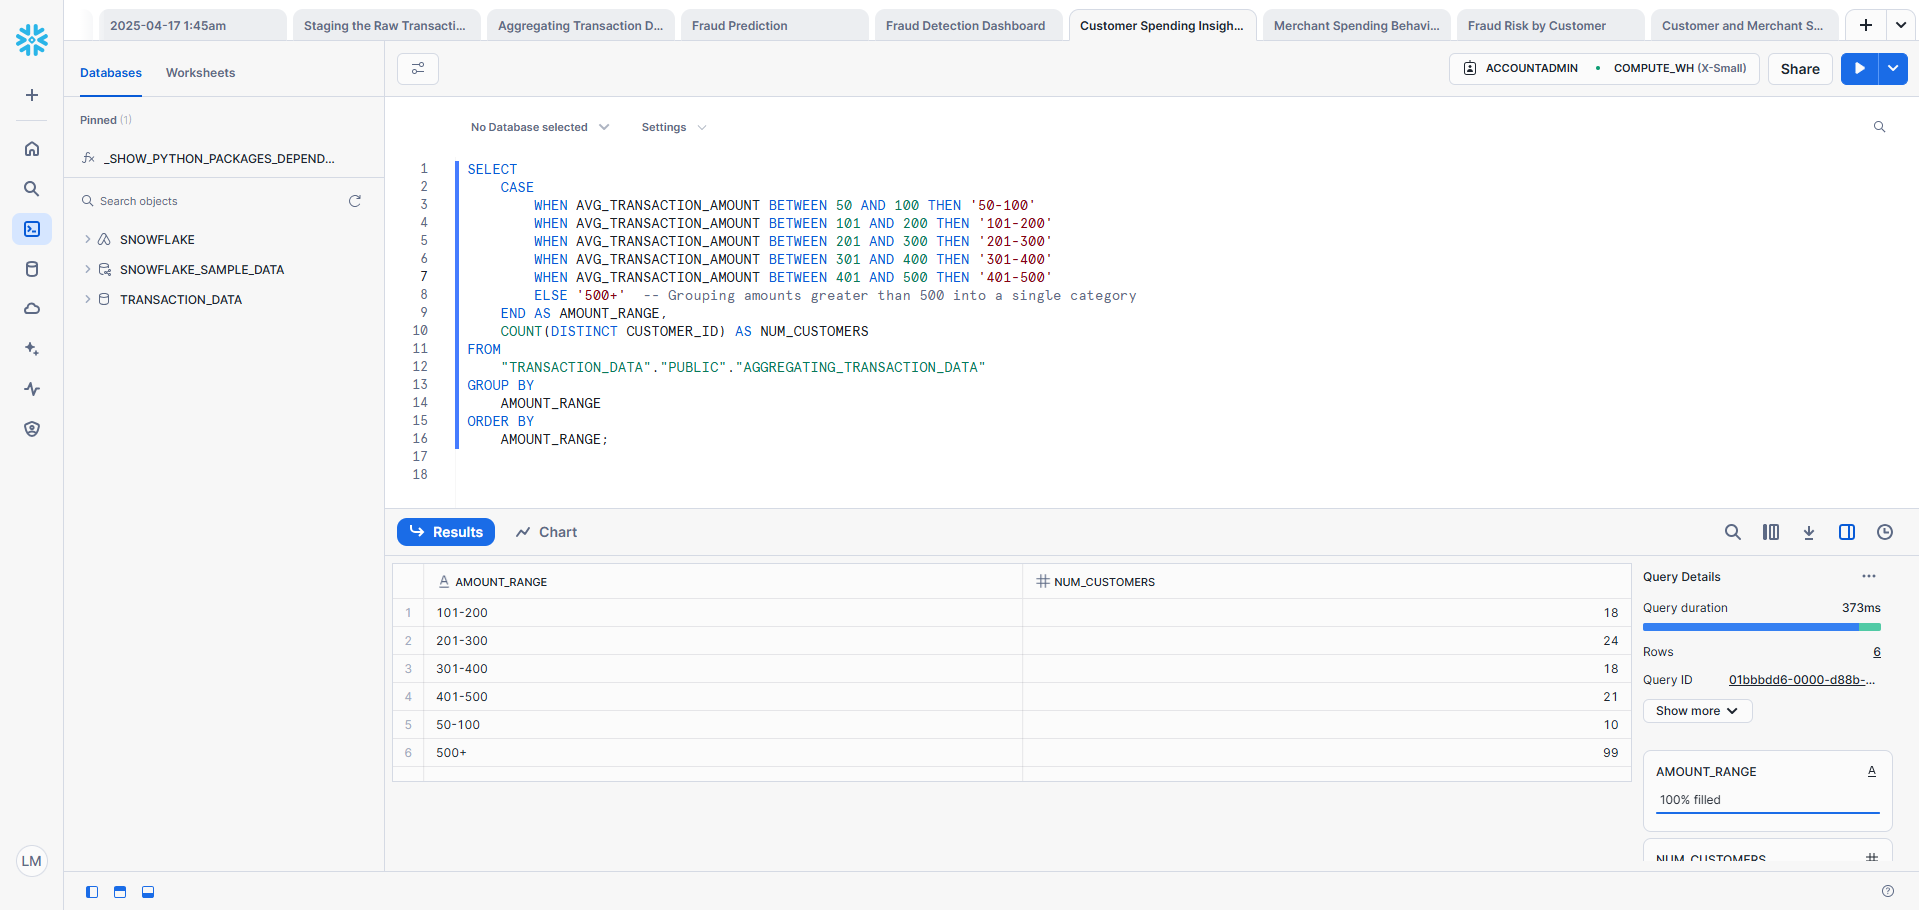 2025-04-17 1:45am
Staging the Raw Transacti...
Aggregating Transaction D...
Fraud Prediction
Fraud Detection Dashboard
Customer Spending Insigh...
Merchant Spending Behavi...
Fraud Risk by Customer
Customer and Merchant S...
Databases
Worksheets
ACCOUNTADMIN
COMPUTE_WH (X-Small)
Share
Pinned (1)
_SHOW_PYTHON_PACKAGES_DEPEND...
Search objects
SNOWFLAKE
SNOWFLAKE_SAMPLE_DATA
TRANSACTION_DATA
LM
No Database selected
Settings
1 SELECT
2 CASE
3 WHEN AVG_TRANSACTION_AMOUNT BETWEEN 50 AND 100 THEN '50-100'
4 WHEN AVG_TRANSACTION_AMOUNT BETWEEN 101 AND 200 THEN '101-200'
5 WHEN AVG_TRANSACTION_AMOUNT BETWEEN 201 AND 300 THEN '201-300'
6 WHEN AVG_TRANSACTION_AMOUNT BETWEEN 301 AND 400 THEN '301-400'
7 WHEN AVG_TRANSACTION_AMOUNT BETWEEN 401 AND 500 THEN '401-500'
8 ELSE '500+' -- Grouping amounts greater than 500 into a single category
9 END AS AMOUNT_RANGE,
10 COUNT(DISTINCT CUSTOMER_ID) AS NUM_CUSTOMERS
11 FROM
12 "TRANSACTION_DATA"."PUBLIC"."AGGREGATING_TRANSACTION_DATA"
13 GROUP BY
14 AMOUNT_RANGE
15 ORDER BY
16 AMOUNT_RANGE;
17
18
Results
Chart
AMOUNT_RANGE NUM_CUSTOMERS
1 101-200 18
2 201-300 24
3 301-400 18
4 401-500 21
5 50-100 10
6 500+ 99
Query Details
Query duration 373ms
Rows 6
Query ID 01bbbdd6-0000-d88b-...
Show more
AMOUNT_RANGE
100% filled
NUM_CUSTOMERS